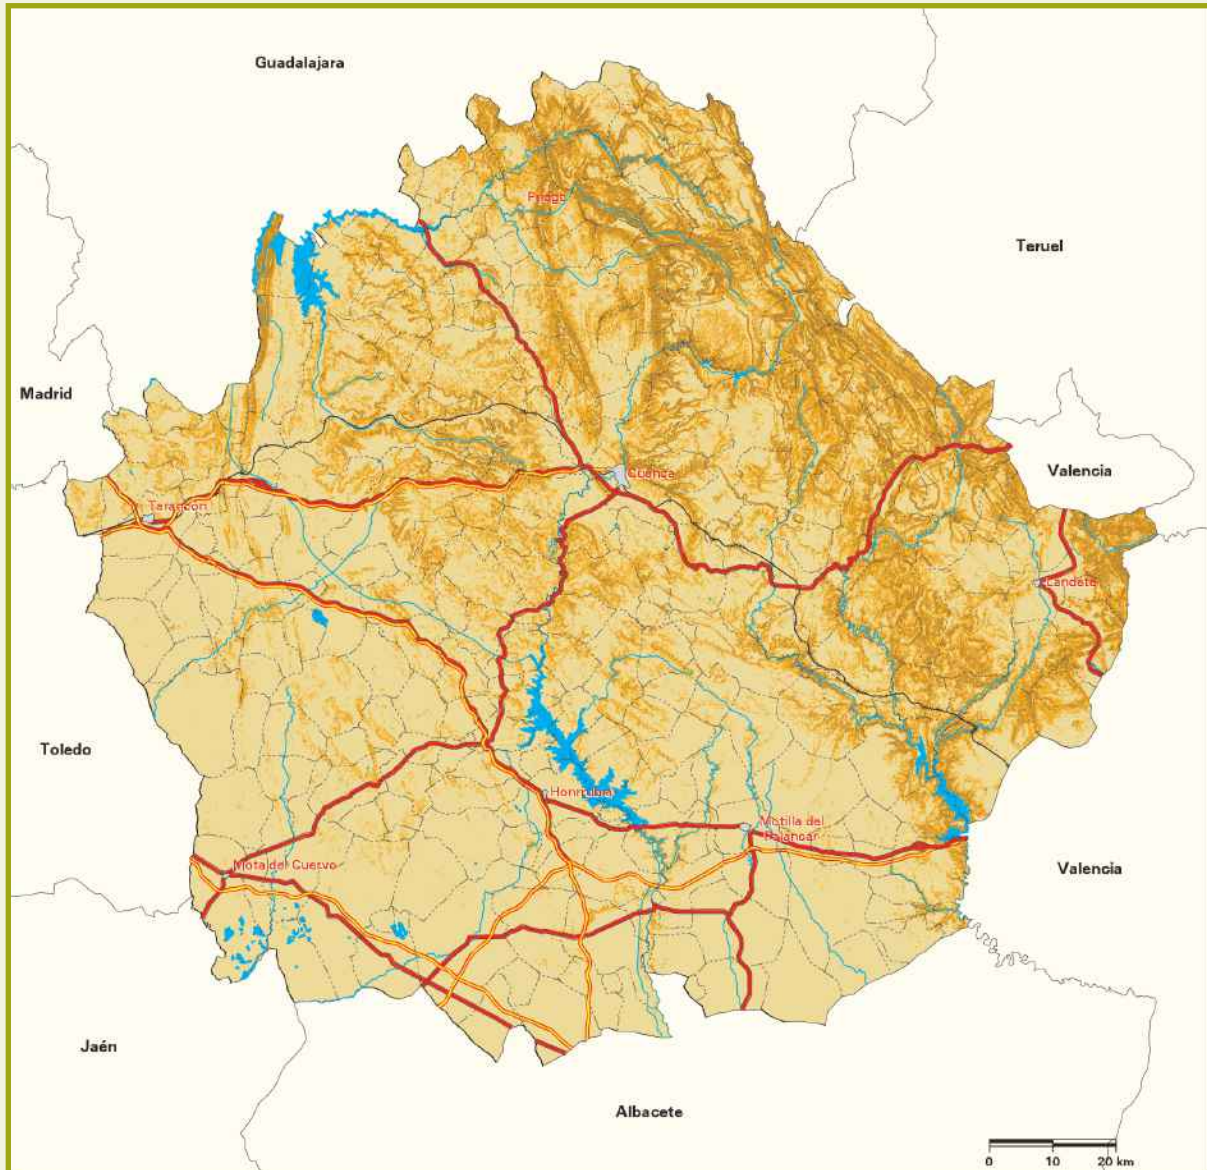 Guadalajara
Priego
Teruel
Madrid
Valencia
Cuenca
Tarancón
Landete
Toledo
Honrrubia
Motilla del
Palancar
Mota del Cuervo
Valencia
Jaén
Albacete
0 10 20 km